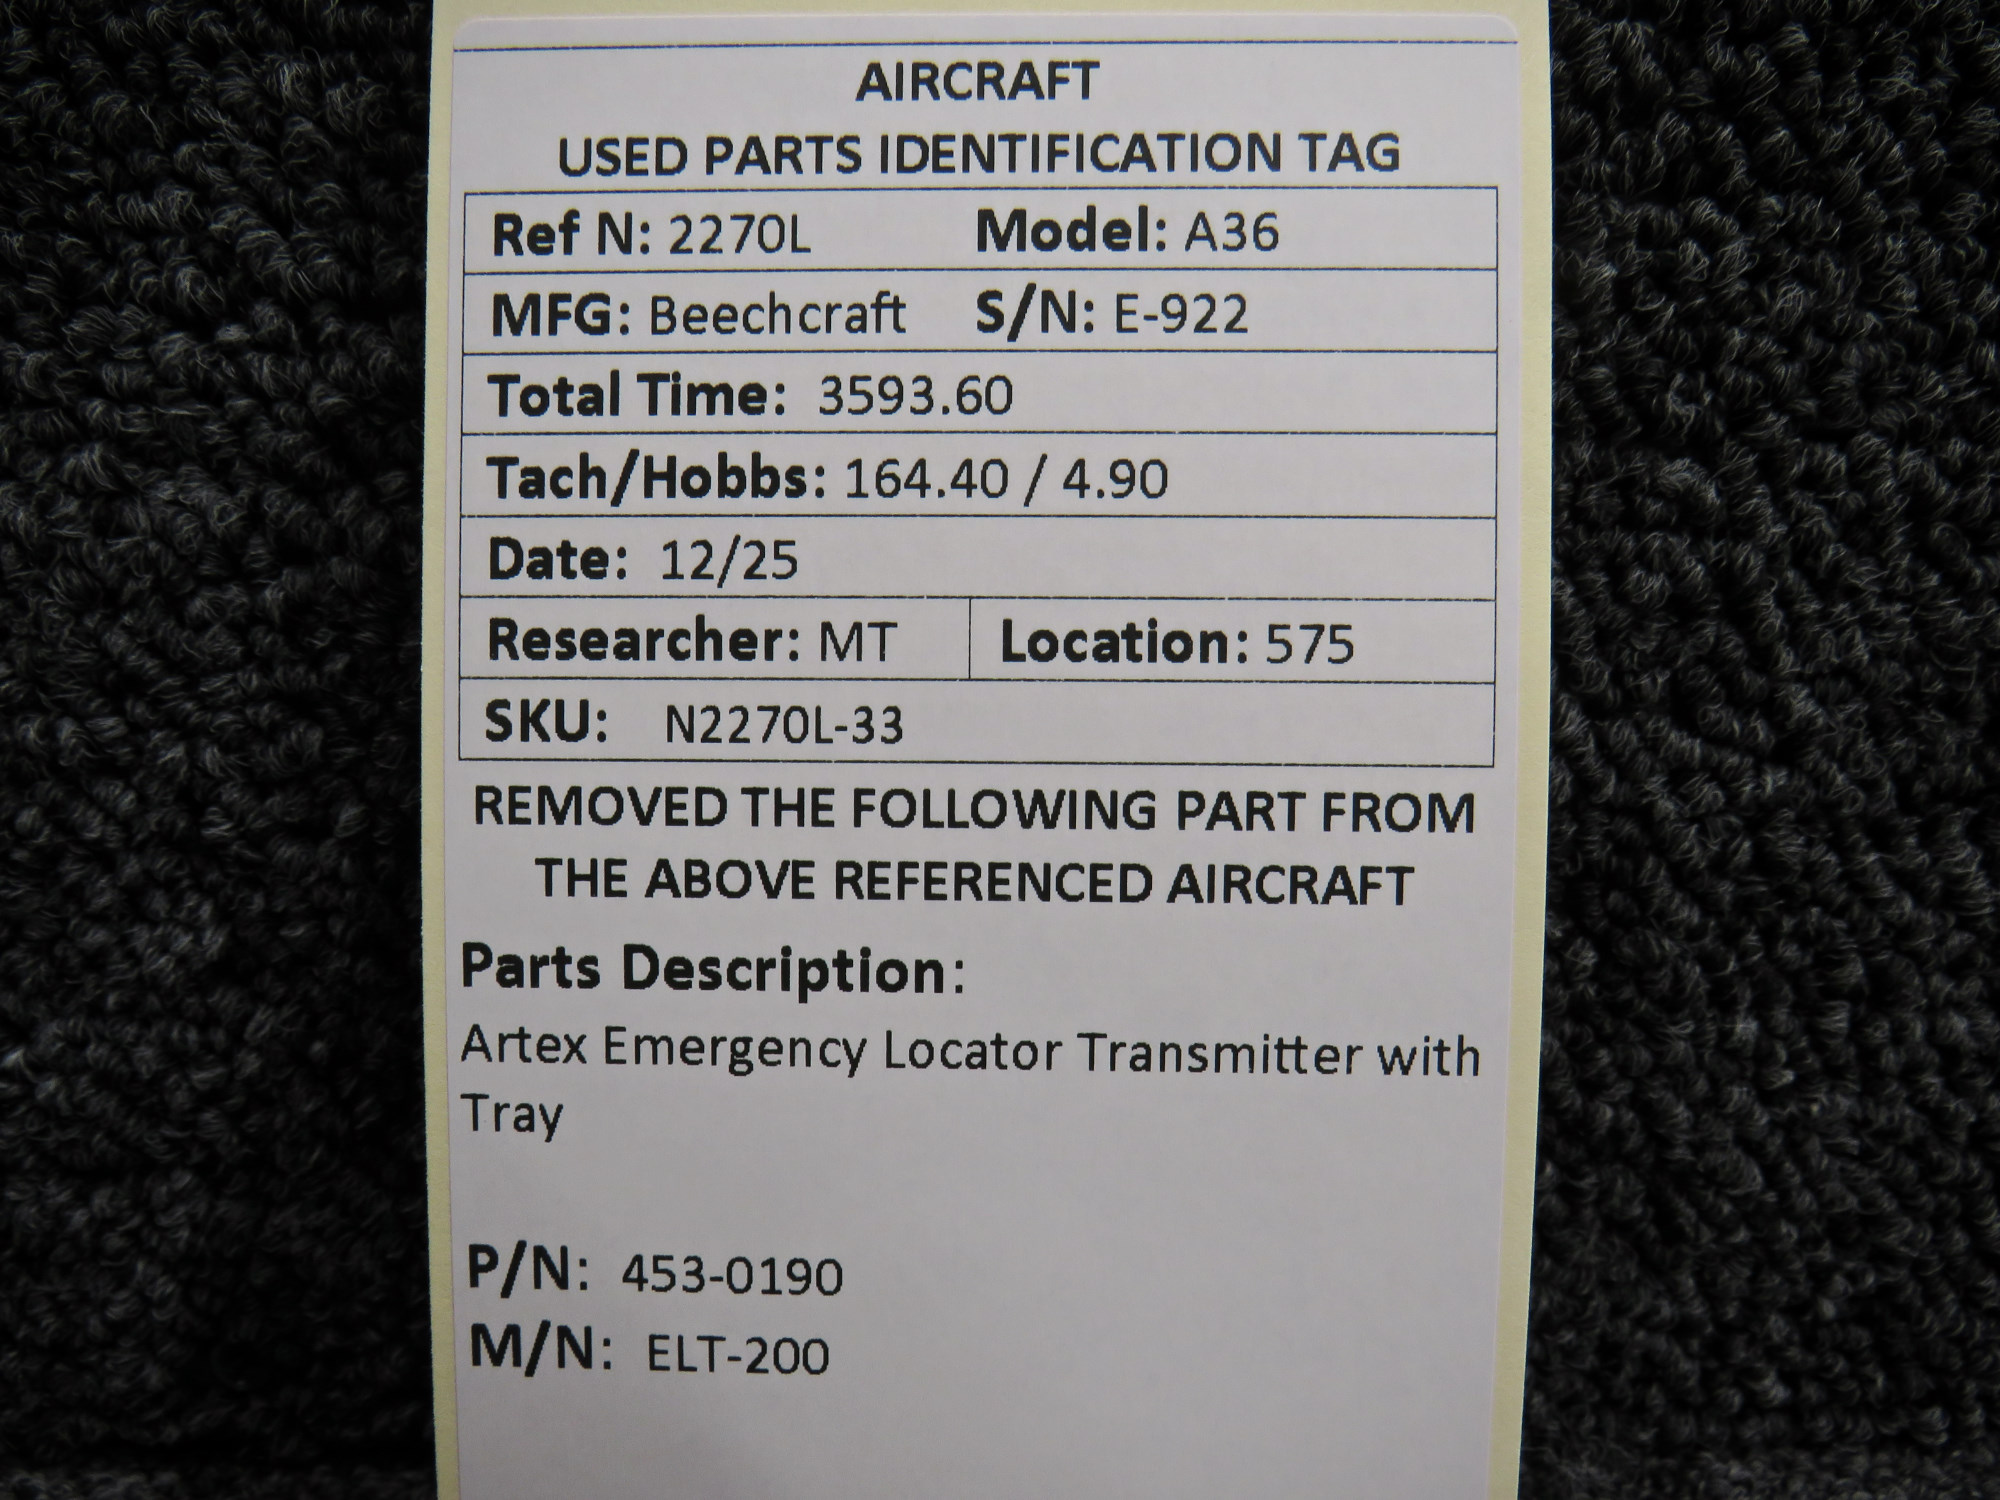 AIRCRAFT
USED PARTS IDENTIFICATION TAG
Ref N: 2270L Model: A36
MFG: Beechcraft S/N: E-922
Total Time: 3593.60
Tach/Hobbs: 164.40 / 4.90
Date: 12/25
Researcher: MT Location: 575
SKU: N2270L-33
REMOVED THE FOLLOWING PART FROM
THE ABOVE REFERENCED AIRCRAFT
Parts Description:
Artex Emergency Locator Transmitter with
Tray
P/N: 453-0190
M/N: ELT-200